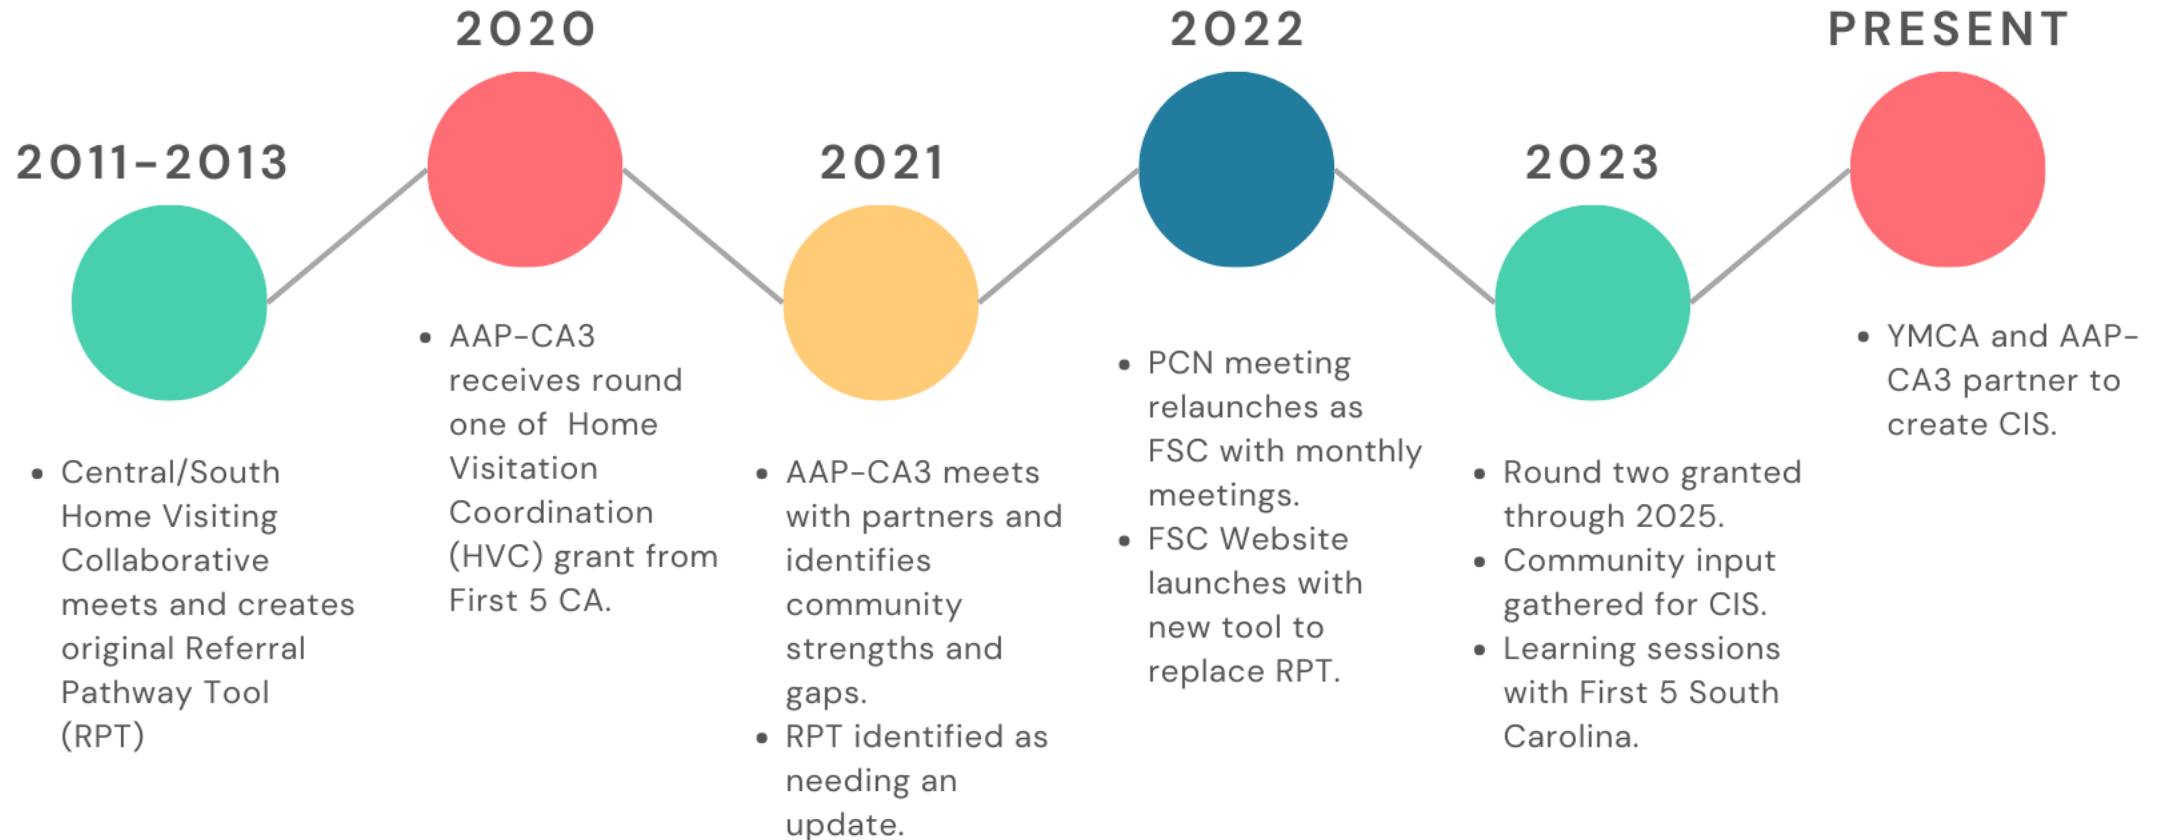 2011-2013
Central/South
Home Visiting
Collaborative
meets and creates
original Referral
Pathway Tool
(RPT)
2020
AAP-CA3
receives round
one of  Home
Visitation
Coordination
(HVC) grant from
First 5 CA.
2021
AAP-CA3 meets
with partners and
identifies
community
strengths and
gaps.
RPT identified as
needing an
update.
2022
PCN meeting
relaunches as
FSC with monthly
meetings.
FSC Website
launches with
new tool to
replace RPT.
2023
Round two granted
through 2025.
Community input
gathered for CIS.
Learning sessions
with First 5 South
Carolina.
PRESENT
YMCA and AAP-
CA3 partner to
create CIS.